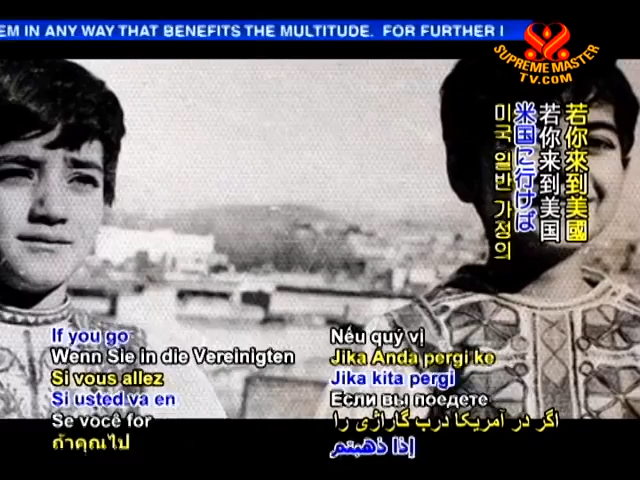 EM IN ANY WAY THAT BENEFITS THE MULTITUDE. FOR FURTHER I
SUPREME MASTER
TV.COM
若你來到美國
若你来到美国
米国に行けば
미국 일반 가정의
If you go
Wenn Sie in die Vereinigten
Si vous allez
Si usted va en
Se você for
ถ้าคุณไป
Nếu quý vị
Jika Anda pergi ke
Jika kita pergi
Если вы поедете
اگر در آمریکا درب گاراژی را
إذا ذهبتم